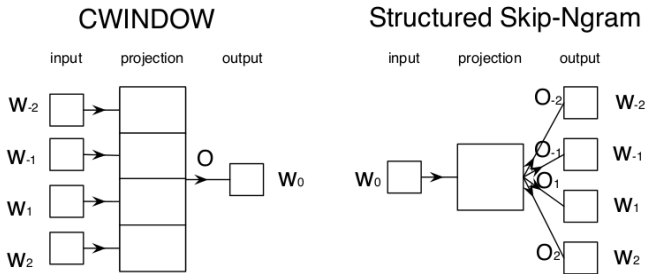 CWINDOW
input projection output
W-2
W-1
W1
W2
O
W0
Structured Skip-Ngram
input projection output
W0
O-2
O-1
O1
O2
W-2
W-1
W1
W2